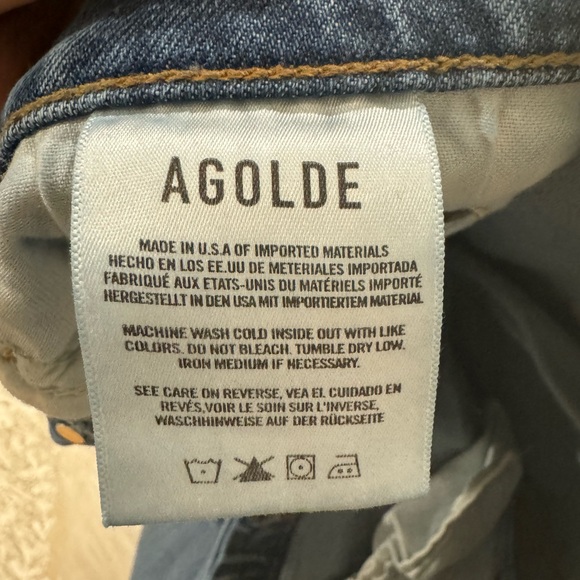 AGOLDE
MADE IN U.S.A OF IMPORTED MATERIALS
HECHO EN LOS EE.UU DE METERIALES IMPORTADA
FABRIQUÉ AUX ETATS-UNIS DU MATÉRIELS IMPORTÉ
HERGESTELLT IN DEN USA MIT IMPORTIERTEM MATERIAL
MACHINE WASH COLD INSIDE OUT WITH LIKE
COLORS. DO NOT BLEACH. TUMBLE DRY LOW.
IRON MEDIUM IF NECESSARY.
SEE CARE ON REVERSE, VEA EL CUIDADO EN
REVÉS,VOIR LE SOIN SUR L'INVERSE,
WASCHHINWEISE AUF DER RÜCKSEITE